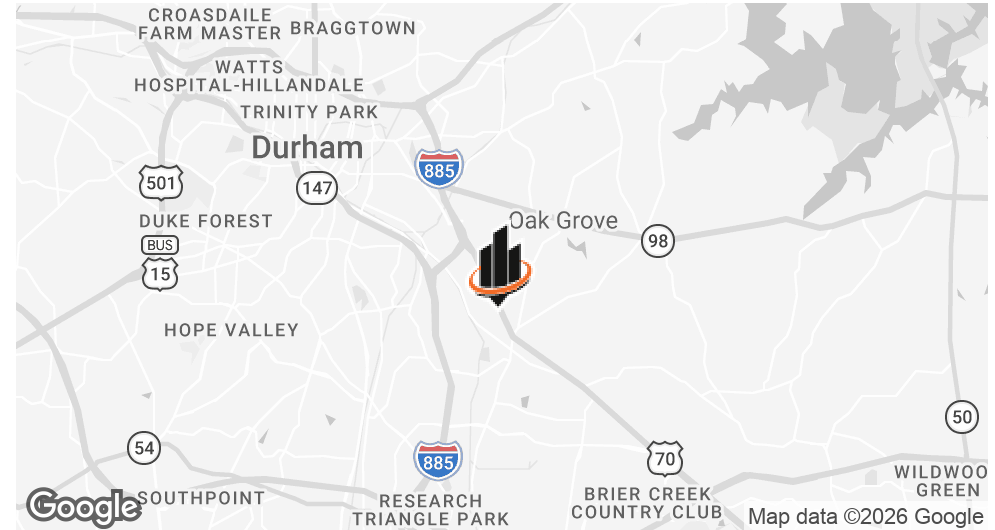 CROASDAILE
FARM MASTER
BRAGGTOWN
WATTS
HOSPITAL-HILLANDALE
TRINITY PARK
Durham
885
501
147
DUKE FOREST
Oak Grove
98
BUS
15
HOPE VALLEY
50
54
885
70
WILDWOO
GREEN
SOUTHPOINT
RESEARCH
TRIANGLE PARK
BRIER CREEK
COUNTRY CLUB
Google
Map data ©2026 Google